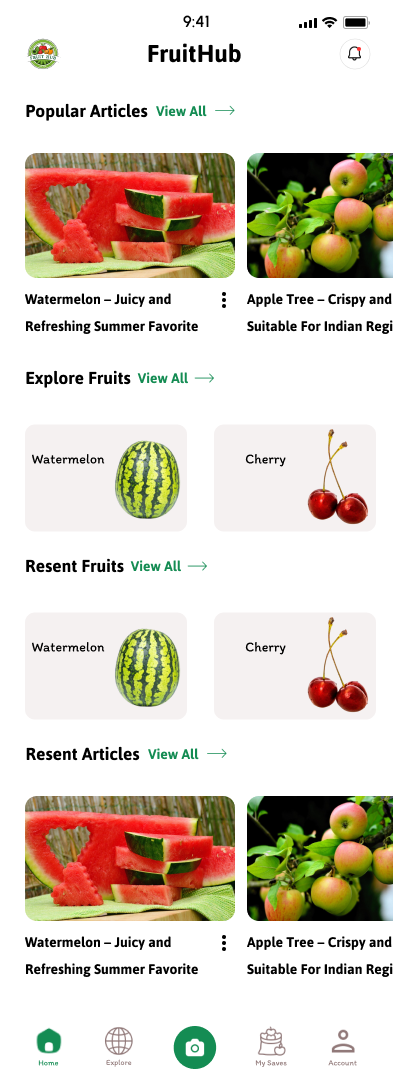 9:41
FRUIT HUB
FruitHub
Popular Articles View All
Watermelon – Juicy and
Refreshing Summer Favorite
Apple Tree – Crispy and
Suitable For Indian Regi
Explore Fruits View All
Watermelon
Cherry
Resent Fruits View All
Watermelon
Cherry
Resent Articles View All
Watermelon – Juicy and
Refreshing Summer Favorite
Apple Tree – Crispy and
Suitable For Indian Regi
Home
Explore
My Saves
Account